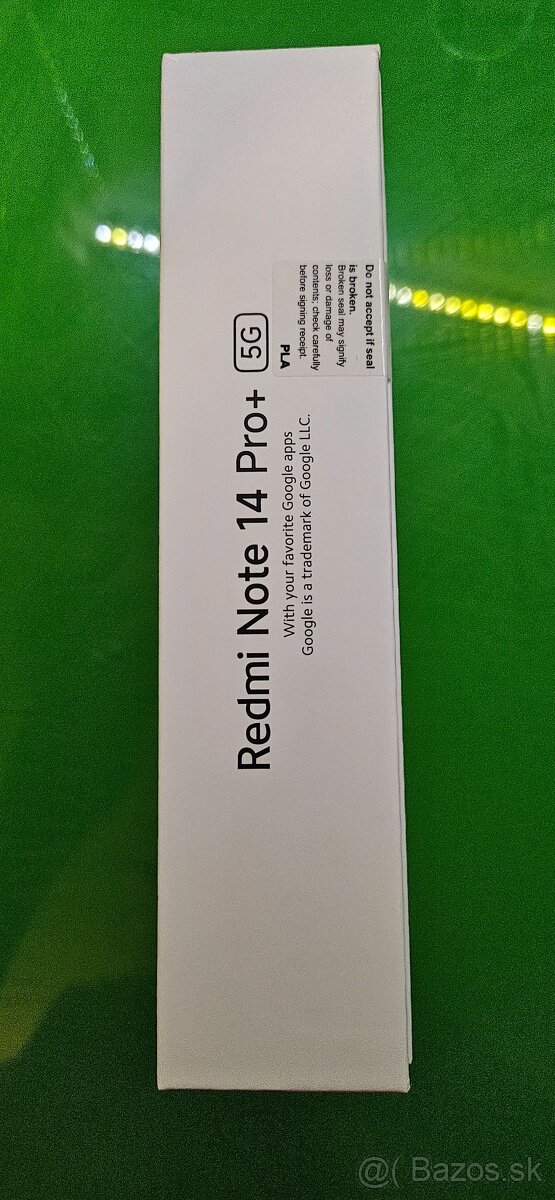 Redmi Note 14 Pro+ 5G
With your favorite Google apps
Google is a trademark of Google LLC.
Do not accept if seal
is broken.
Broken seal may signify
loss or damage of
contents; check carefully
before signing receipt.
PLA
@( Bazos.sk